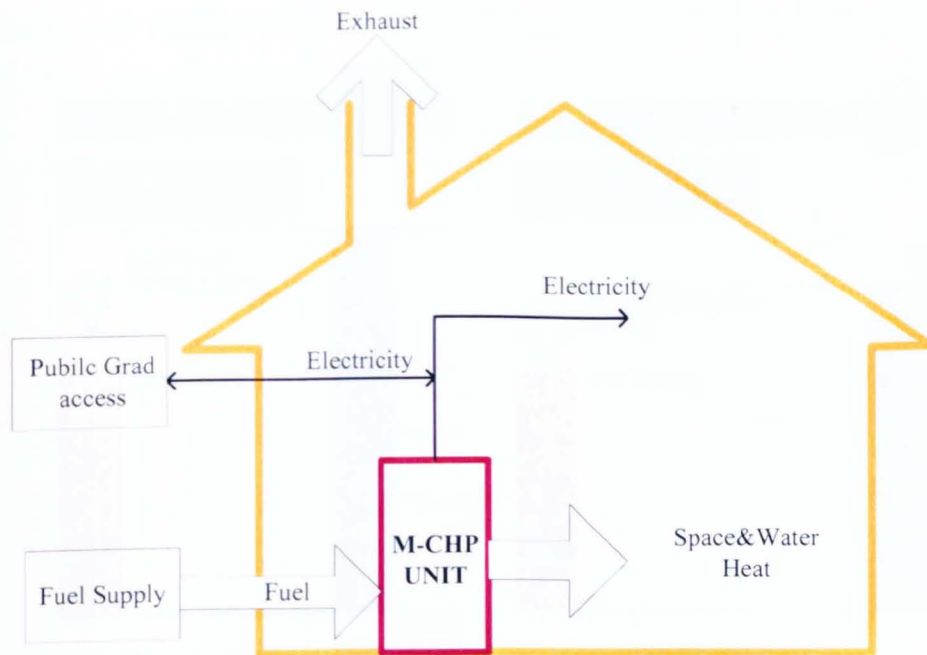 Exhaust
Electricity
Electricity
Pubilc Grad
access
M-CHP
UNIT
Space&Water
Heat
Fuel Supply
Fuel